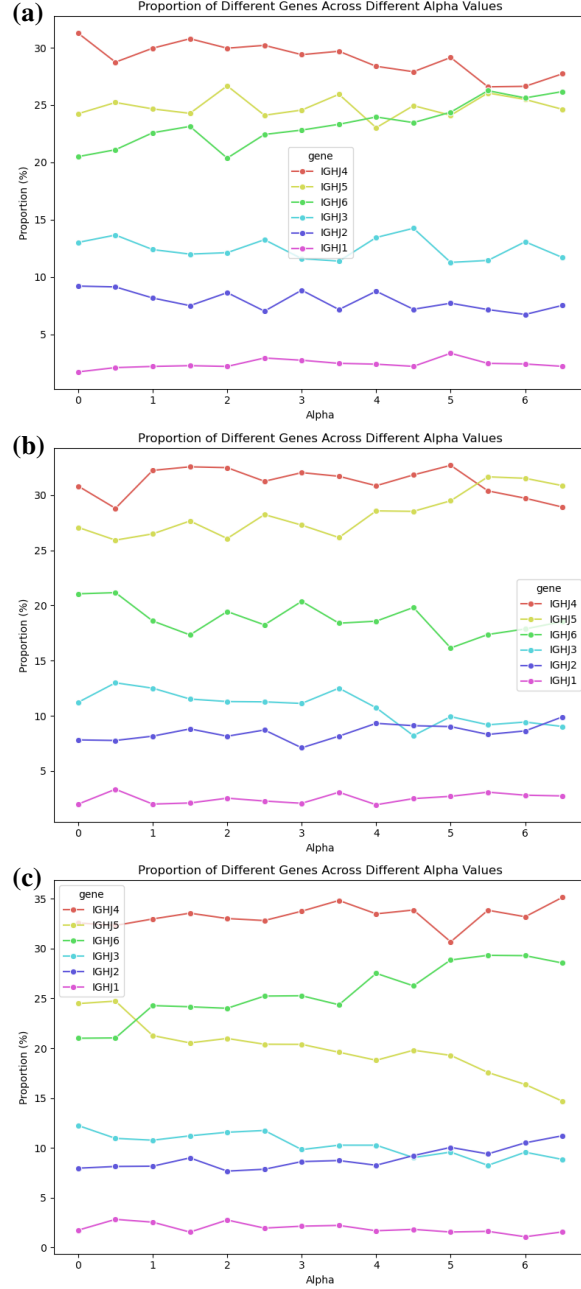 (a)
Proportion of Different Genes Across Different Alpha Values
30
25
20
15
10
5
Proportion (%)
gene
IGHJ4
IGHJ5
IGHJ6
IGHJ3
IGHJ2
IGHJ1
0 1 2 3 4 5 6
Alpha
(b)
Proportion of Different Genes Across Different Alpha Values
30
25
20
15
10
5
Proportion (%)
gene
IGHJ4
IGHJ5
IGHJ6
IGHJ3
IGHJ2
IGHJ1
0 1 2 3 4 5 6
Alpha
(c)
Proportion of Different Genes Across Different Alpha Values
35
30
25
20
15
10
5
0
Proportion (%)
gene
IGHJ4
IGHJ5
IGHJ6
IGHJ3
IGHJ2
IGHJ1
0 1 2 3 4 5 6
Alpha